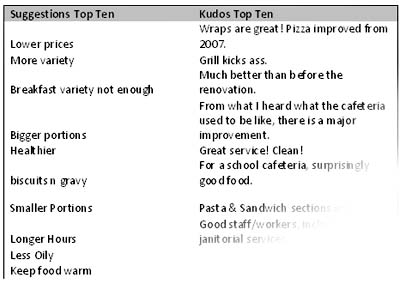 Suggestions Top Ten Kudos Top Ten
Wraps are great! Pizza improved from
Lower prices 2007.
More variety Grill kicks ass.
Much better than before the
Breakfast variety not enough renovation.
From what I heard what the cafeteria
used to be like, there is a major
Bigger portions improvement.
Healthier Great service! Clean!
For a school cafeteria, surprisingly
biscuits n gravy good food.
Smaller Portions Pasta & Sandwich sections
Good staff/workers,
Longer Hours janitorial services
Less Oily
Keep food warm